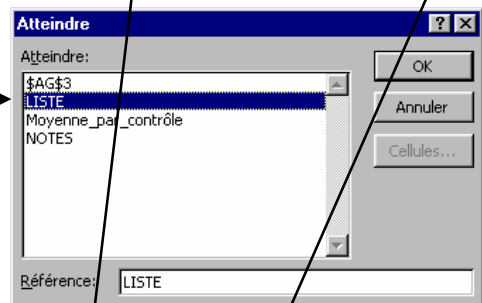 Atteindre
Atteindre:
$AG$3
LISTE
Moyenne_par_contrôle
NOTES
OK
Annuler
Cellules...
Référence:
LISTE